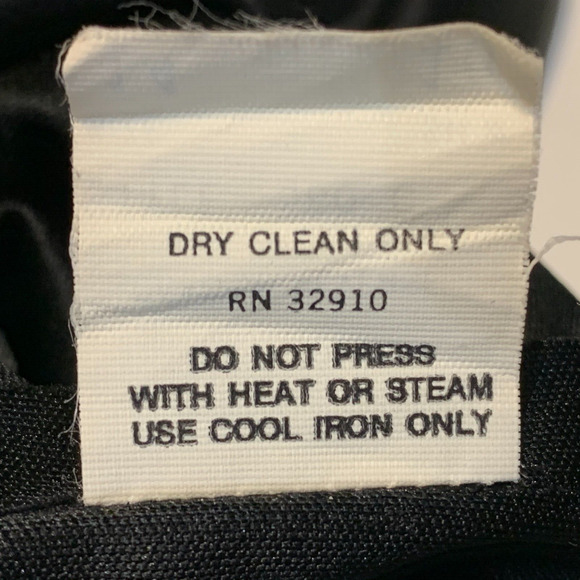 DRY CLEAN ONLY
RN 32910
DO NOT PRESS
WITH HEAT OR STEAM
USE COOL IRON ONLY